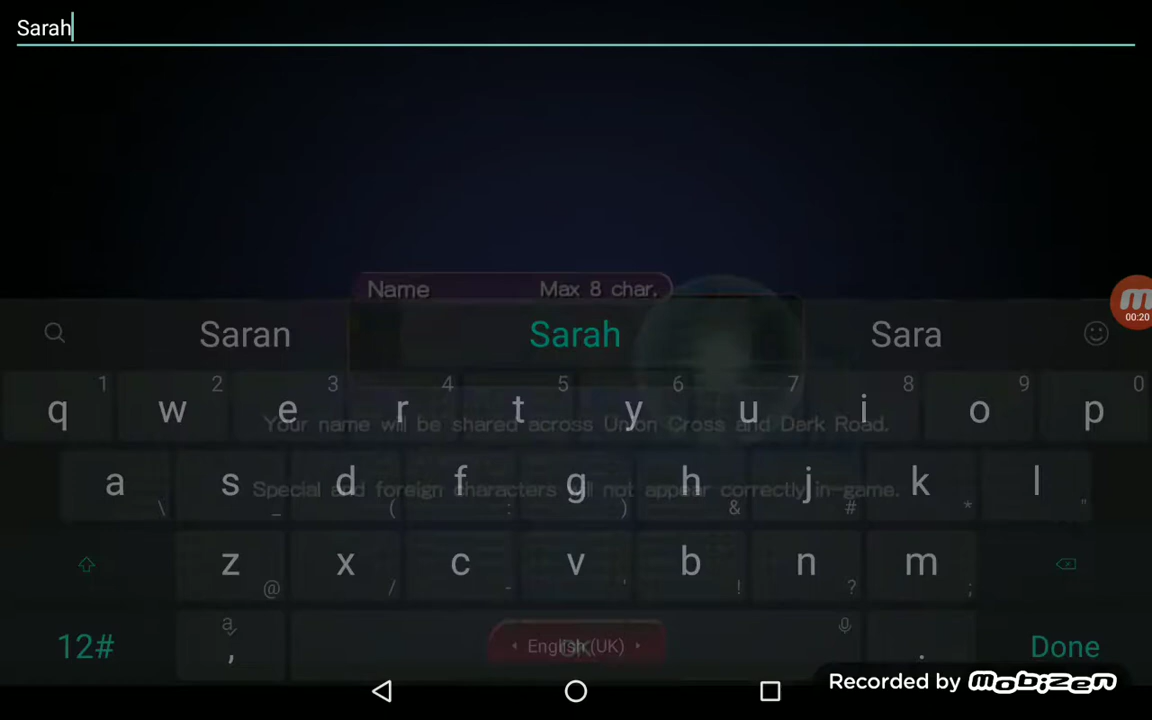 Sarah
Name Max 8 char.
00:20
Saran Sarah Sara
1 2 3 4 5 6 7 8 9 0
q w e r t y u i o p
Your name will be shared across Union Cross and Dark Road.
a s d f g h j k l
Special and foreign characters will not appear correctly in-game.
\ _ ( : ) & # * "
z x c v b n m
@ / - ' ! ? ;
12# , English (UK) . Done
OK
Recorded by mobizen